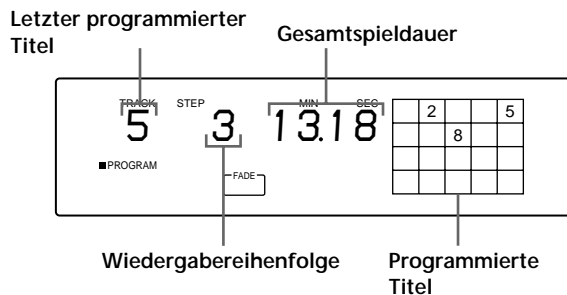 Letzter programmierter
Titel
Gesamtspieldauer
TRACK STEP MIN SEC
5 3 13.18
2 5
8
PROGRAM
FADE
Wiedergabereihenfolge
Programmierte
Titel